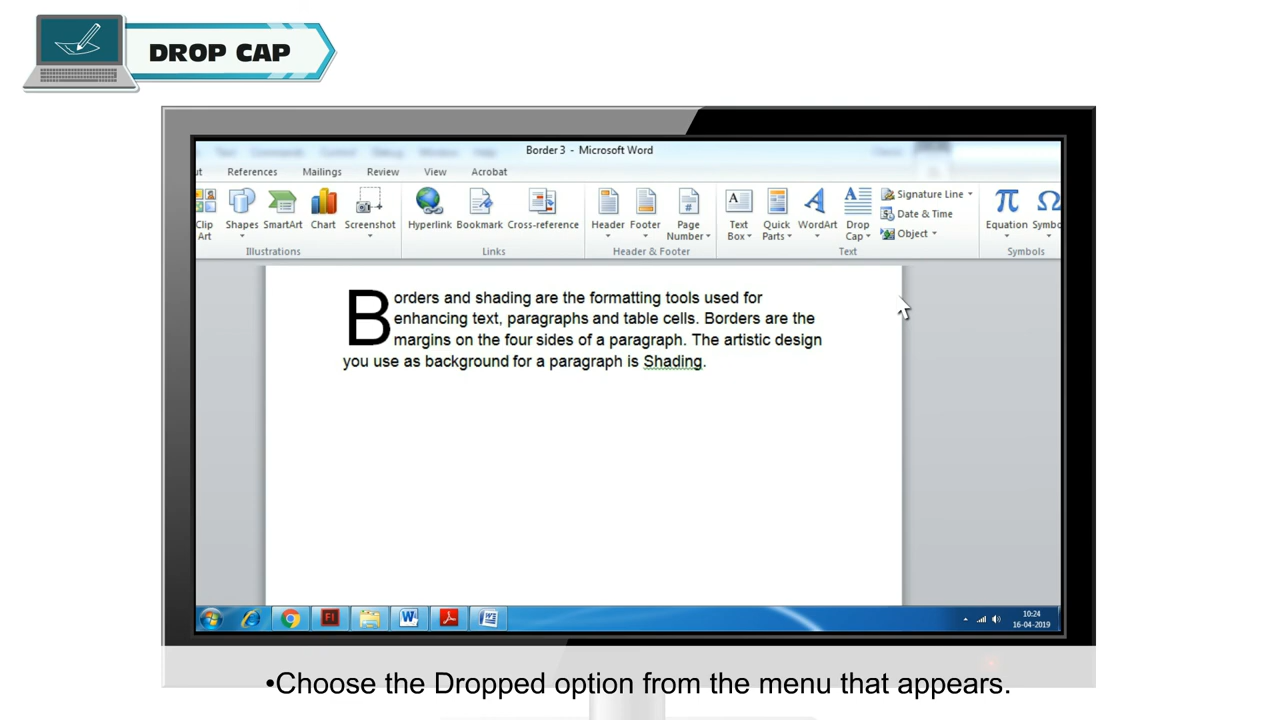 DROP CAP
Border 3 - Microsoft Word
References Mailings Review View Acrobat
Clip Art Shapes SmartArt Chart Screenshot Hyperlink Bookmark Cross-reference Header Footer Page Number Text Box Quick Parts WordArt Drop Cap Signature Line Equation
Date & Time
Object
Illustrations Links Header & Footer Text Symbols
Borders and shading are the formatting tools used for
enhancing text, paragraphs and table cells. Borders are the
margins on the four sides of a paragraph. The artistic design
you use as background for a paragraph is Shading.
10:24
16-04-2019
•Choose the Dropped option from the menu that appears.